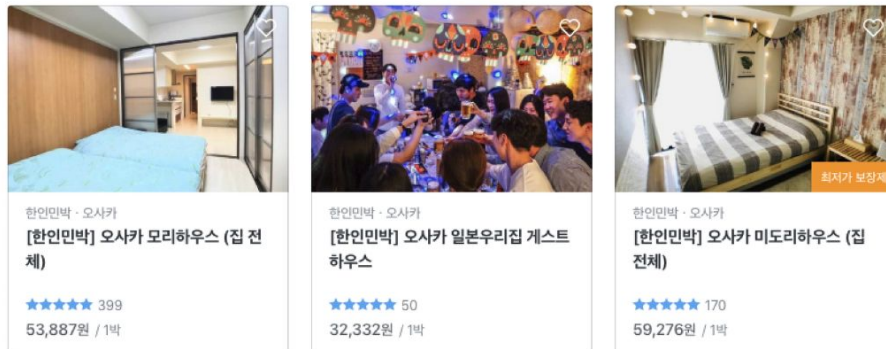 최저가 보장제
한인민박 · 오사카
[한인민박] 오사카 모리하우스 (집 전
체)
399
53,887원 / 1박
한인민박 · 오사카
[한인민박] 오사카 일본우리집 게스트
하우스
50
32,332원 / 1박
한인민박 · 오사카
[한인민박] 오사카 미도리하우스 (집
전체)
170
59,276원 / 1박